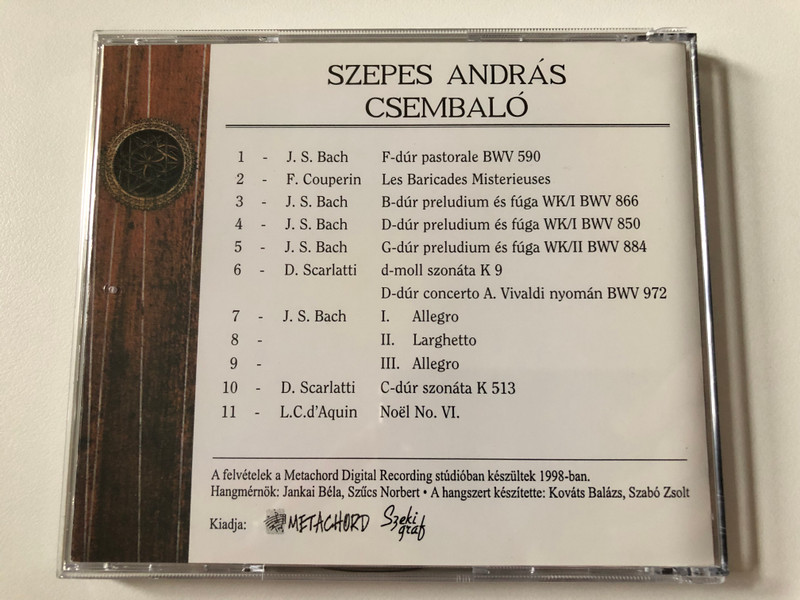 SZEPES ANDRÁS
CSEMBALÓ
1 - J. S. Bach F-dúr pastorale BWV 590
2 - F. Couperin Les Baricades Misterieuses
3 - J. S. Bach B-dúr preludium és fúga WK/I BWV 866
4 - J. S. Bach D-dúr preludium és fúga WK/I BWV 850
5 - J. S. Bach G-dúr preludium és fúga WK/II BWV 884
6 - D. Scarlatti d-moll szonáta K 9
D-dúr concerto A. Vivaldi nyomán BWV 972
7 - J. S. Bach I. Allegro
8 - II. Larghetto
9 - III. Allegro
10 - D. Scarlatti C-dúr szonáta K 513
11 - L.C.d'Aquin Noël No. VI.
A felvételek a Metachord Digital Recording stúdióban készültek 1998-ban.
Hangmérnök: Jankai Béla, Szűcs Norbert • A hangszert készítette: Kováts Balázs, Szabó Zsolt
Kiadja: METACHORD Szeki graf